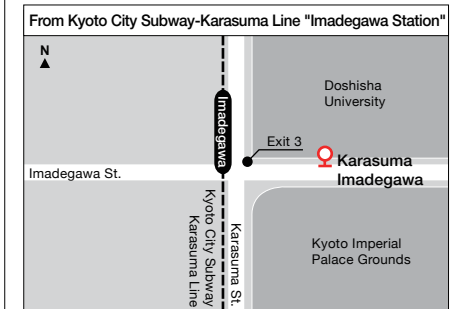 From Kyoto City Subway-Karasuma Line "Imadegawa Station"
N
Doshisha
University
Imadegawa
Exit 3
Karasuma
Imadegawa
Imadegawa St.
Kyoto City Subway
Karasuma Line
Karasuma St.
Kyoto Imperial
Palace Grounds